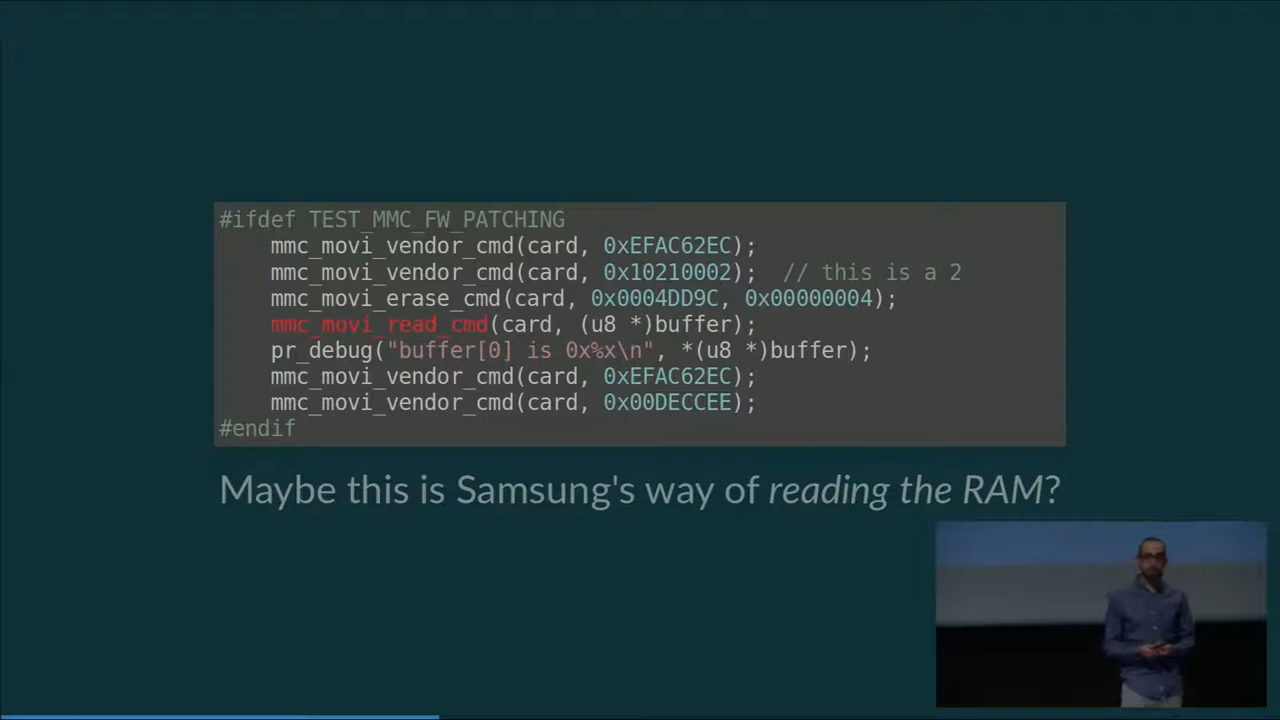 #ifdef TEST_MMC_FW_PATCHING
mmc_movi_vendor_cmd(card, 0xEFAC62EC);
mmc_movi_vendor_cmd(card, 0x10210002);  // this is a 2
mmc_movi_erase_cmd(card, 0x0004DD9C, 0x00000004);
mmc_movi_read_cmd(card, (u8 *)buffer);
pr_debug("buffer[0] is 0x%x\n", *(u8 *)buffer);
mmc_movi_vendor_cmd(card, 0xEFAC62EC);
mmc_movi_vendor_cmd(card, 0x00DECCEE);
#endif
Maybe this is Samsung's way of reading the RAM?